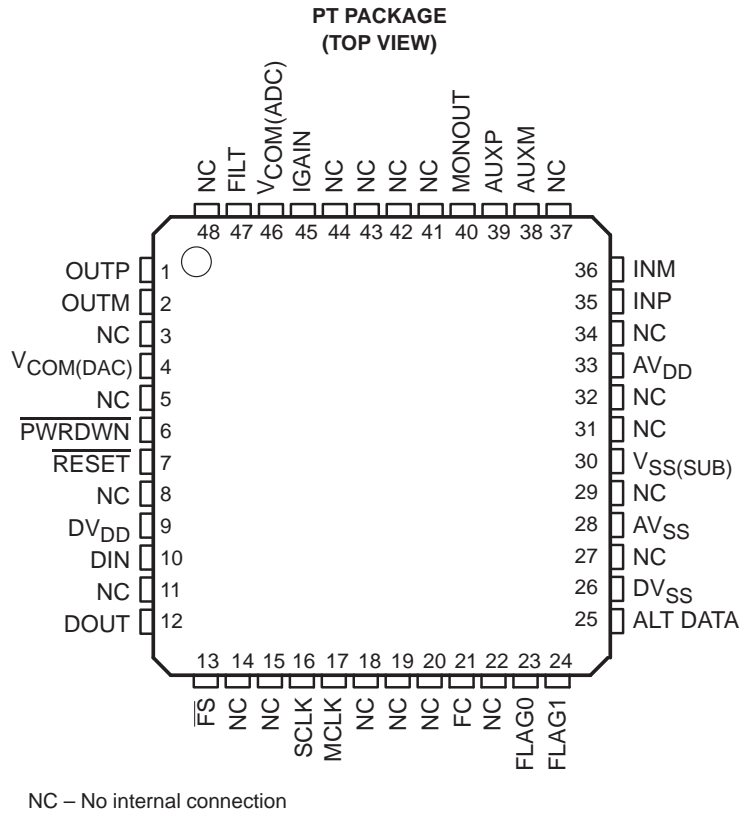 PT PACKAGE
(TOP VIEW)
NC
FILT
VCOM(ADC)
IGAIN
NC
NC
NC
NC
MONOUT
AUXP
AUXM
NC
48 47 46 45 44 43 42 41 40 39 38 37
OUTP 1
OUTM 2
NC 3
VCOM(DAC) 4
NC 5
PWRDWN 6
RESET 7
NC 8
DVDD 9
DIN 10
NC 11
DOUT 12
36 INM
35 INP
34 NC
33 AVDD
32 NC
31 NC
30 VSS(SUB)
29 NC
28 AVSS
27 NC
26 DVSS
25 ALT DATA
13 14 15 16 17 18 19 20 21 22 23 24
FS
NC
NC
SCLK
MCLK
NC
NC
NC
FC
NC
FLAG0
FLAG1
NC – No internal connection